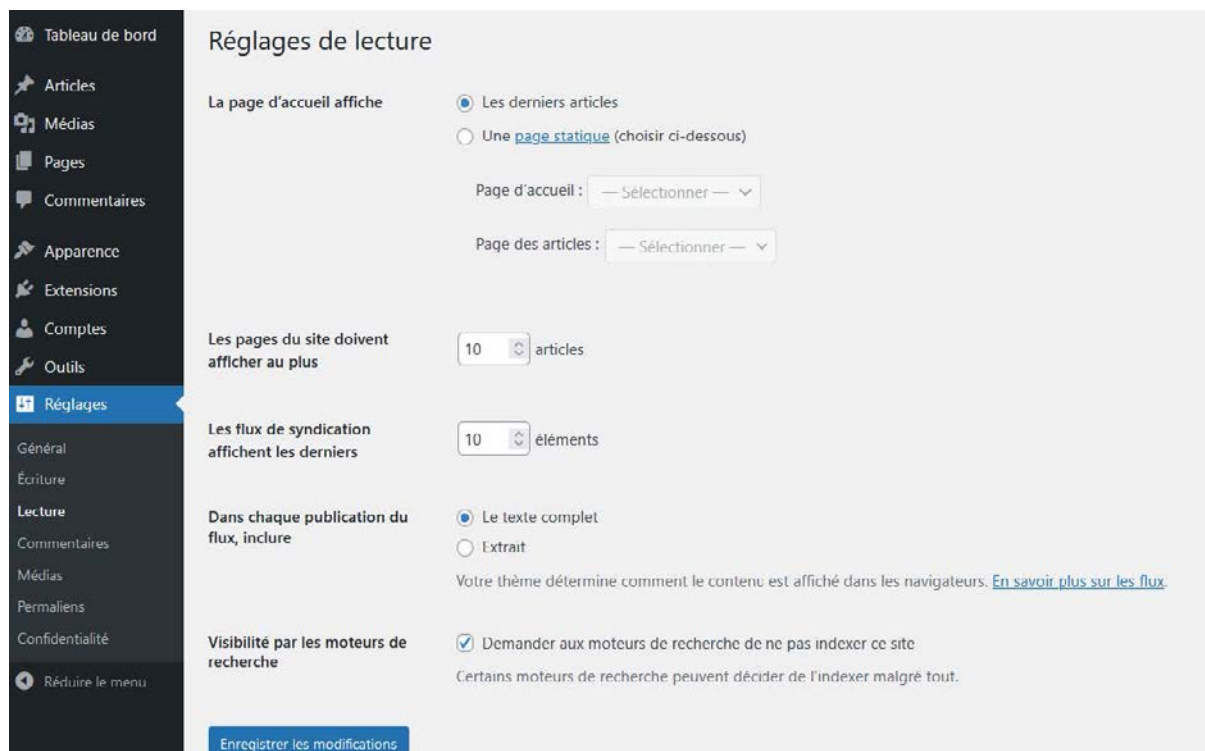 Tableau de bord
Articles
Médias
Pages
Commentaires
Apparence
Extensions
Comptes
Outils
Réglages
Général
Écriture
Lecture
Commentaires
Médias
Permaliens
Confidentialité
Réduire le menu
Réglages de lecture
La page d'accueil affiche
Les derniers articles
Une page statique (choisir ci-dessous)
Page d'accueil : — Sélectionner —
Page des articles : — Sélectionner —
Les pages du site doivent
afficher au plus
10 articles
Les flux de syndication
affichent les derniers
10 éléments
Dans chaque publication du
flux, inclure
Le texte complet
Extrait
Votre thème détermine comment le contenu est affiché dans les navigateurs. En savoir plus sur les flux.
Visibilité par les moteurs de
recherche
Demander aux moteurs de recherche de ne pas indexer ce site
Certains moteurs de recherche peuvent décider de l'indexer malgré tout.
Enregistrer les modifications